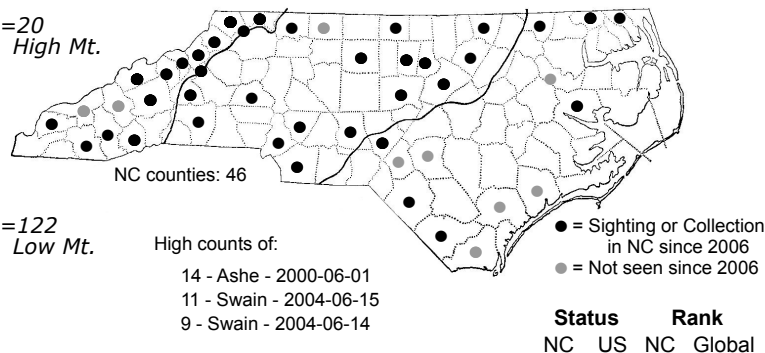 =20
High Mt.
NC counties: 46
=122
Low Mt.
High counts of:
14 - Ashe - 2000-06-01
11 - Swain - 2004-06-15
9 - Swain - 2004-06-14
● = Sighting or Collection
in NC since 2006
● = Not seen since 2006
Status Rank
NC US NC Global